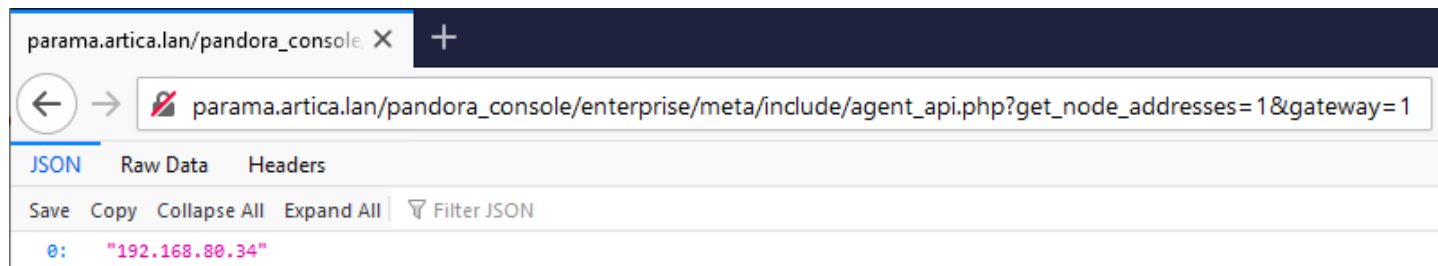 parama.artica.lan/pandora_console
parama.artica.lan/pandora_console/enterprise/meta/include/agent_api.php?get_node_addresses=1&gateway=1
JSON Raw Data Headers
Save Copy Collapse All Expand All Filter JSON
0: "192.168.80.34"